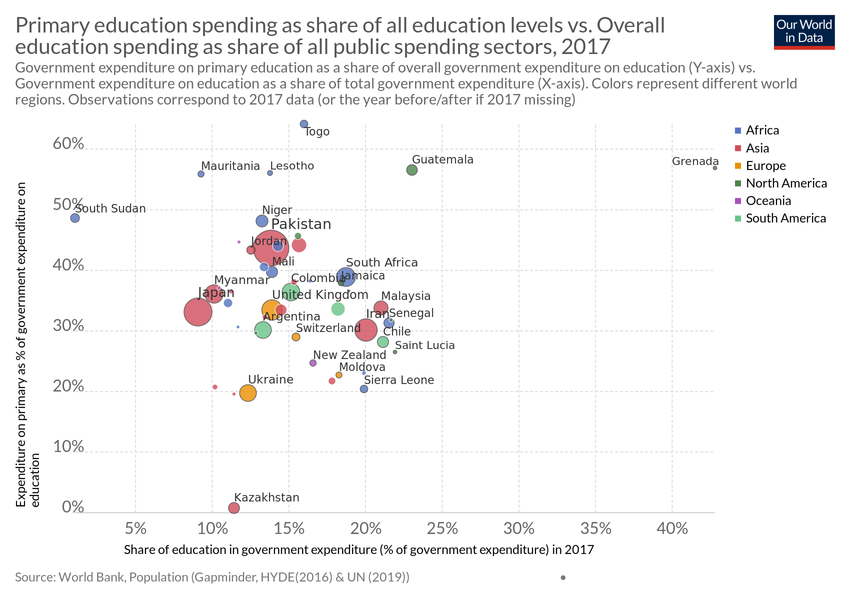 Primary education spending as share of all education levels vs. Overall
education spending as share of all public spending sectors, 2017
Our World
in Data
Government expenditure on primary education as a share of overall government expenditure on education (Y-axis) vs.
Government expenditure on education as a share of total government expenditure (X-axis). Colors represent different world
regions. Observations correspond to 2017 data (or the year before/after if 2017 missing)
Togo
Africa
Asia
Europe
North America
Oceania
South America
60%
Mauritania
Lesotho
Guatemala
Grenada
50%
South Sudan
Niger
Pakistan
Jordan
40%
Mali
South Africa
Jamaica
Colombia
Myanmar
Japan
United Kingdom
Malaysia
Argentina
Iran
Senegal
30%
Switzerland
Chile
Saint Lucia
New Zealand
Moldova
Ukraine
Sierra Leone
20%
10%
Kazakhstan
0%
5%
10%
15%
20%
25%
30%
35%
40%
Expenditure on primary as % of government expenditure on
education
Share of education in government expenditure (% of government expenditure) in 2017
Source: World Bank, Population (Gapminder, HYDE(2016) & UN (2019))